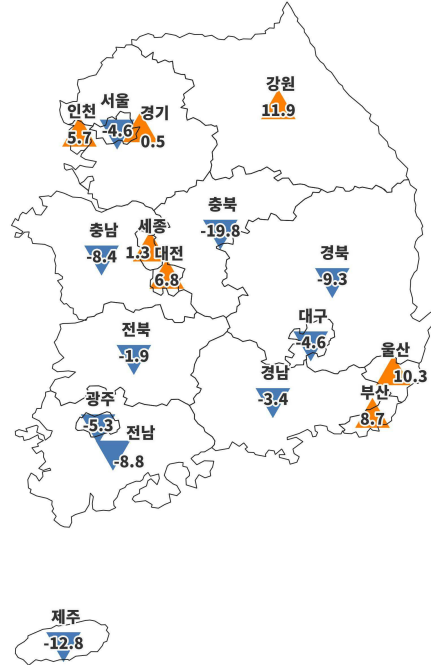 강원
11.9
서울
-4.6
인천
5.7
경기
0.5
충북
-19.8
세종
1.3
충남
-8.4
대전
6.8
경북
-9.3
대구
-4.6
전북
-1.9
울산
10.3
경남
-3.4
부산
8.7
광주
-5.3
전남
-8.8
제주
-12.8